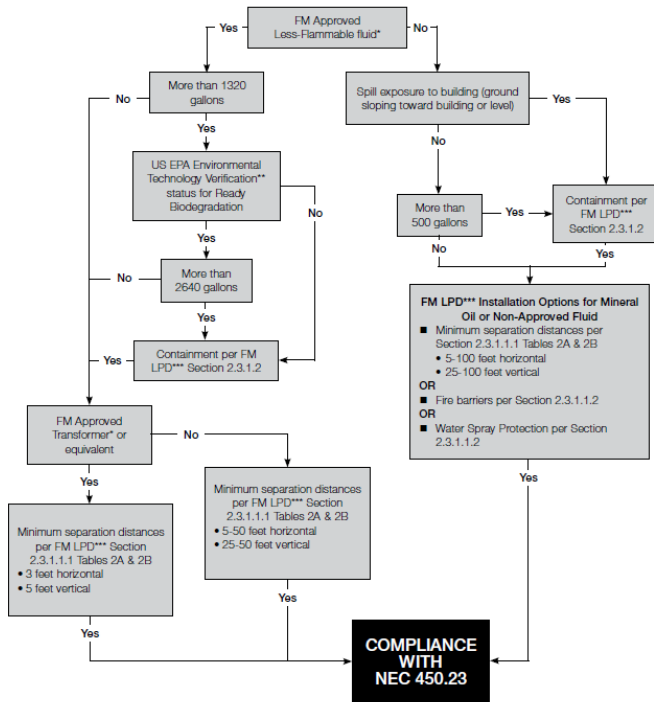 FM Approved
Less-Flammable fluid*
Yes
No
More than 1320
gallons
No
Yes
Spill exposure to building (ground
sloping toward building or level)
Yes
No
US EPA Environmental
Technology Verification**
status for Ready
Biodegradation
No
Yes
More than
500 gallons
Yes
No
Containment per
FM LPD***
Section 2.3.1.2
Yes
More than
2640 gallons
No
Yes
Containment per FM
LPD*** Section 2.3.1.2
Yes
FM LPD*** Installation Options for Mineral
Oil or Non-Approved Fluid
■ Minimum separation distances per
Section 2.3.1.1.1 Tables 2A & 2B
• 5-100 feet horizontal
• 25-100 feet vertical
OR
■ Fire barriers per Section 2.3.1.1.2
OR
■ Water Spray Protection per Section
2.3.1.1.2
Yes
FM Approved
Transformer* or
equivalent
No
Yes
Minimum separation distances
per FM LPD*** Section
2.3.1.1.1 Tables 2A & 2B
• 5-50 feet horizontal
• 25-50 feet vertical
Yes
Minimum separation distances
per FM LPD*** Section
2.3.1.1.1 Tables 2A & 2B
• 3 feet horizontal
• 5 feet vertical
Yes
COMPLIANCE
WITH
NEC 450.23